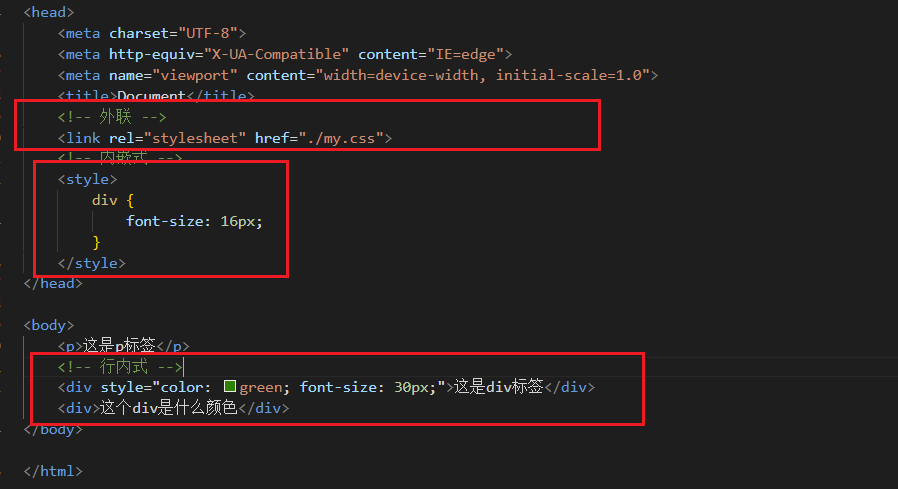 <head>
<meta charset="UTF-8">
<meta http-equiv="X-UA-Compatible" content="IE=edge">
<meta name="viewport" content="width=device-width, initial-scale=1.0">
<title>Document</title>
<!-- 外联 -->
<link rel="stylesheet" href="./my.css">
<!-- 内嵌式 -->
<style>
div {
font-size: 16px;
}
</style>
</head>
<body>
<p>这是p标签</p>
<!-- 行内式 -->
<div style="color: green; font-size: 30px;">这是div标签</div>
<div>这个div是什么颜色</div>
</body>
</html>